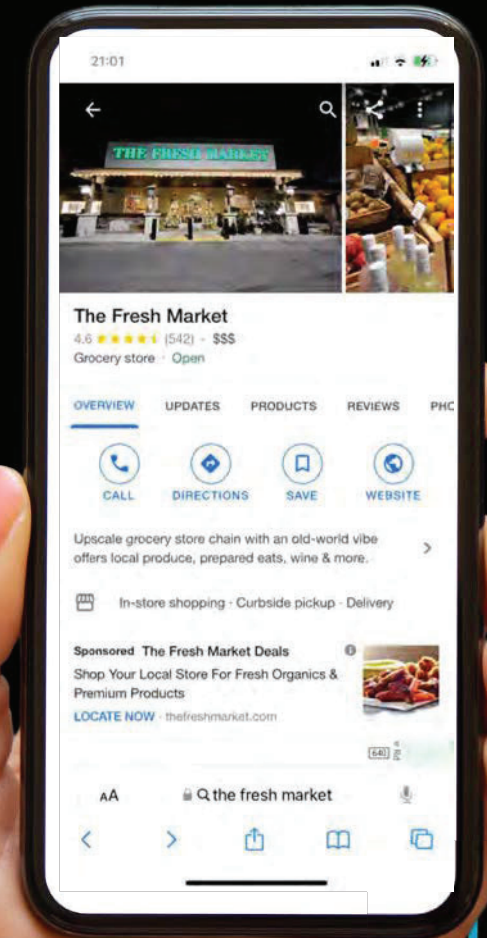 21:01
THE FRESH MARKET
The Fresh Market
4.6 (542) - $$$
Grocery store · Open
OVERVIEW UPDATES PRODUCTS REVIEWS PHO
CALL DIRECTIONS SAVE WEBSITE
Upscale grocery store chain with an old-world vibe
offers local produce, prepared eats, wine & more.
In-store shopping · Curbside pickup · Delivery
Sponsored The Fresh Market Deals
Shop Your Local Store For Fresh Organics &
Premium Products
LOCATE NOW · thefreshmarket.com
640
AA the fresh market